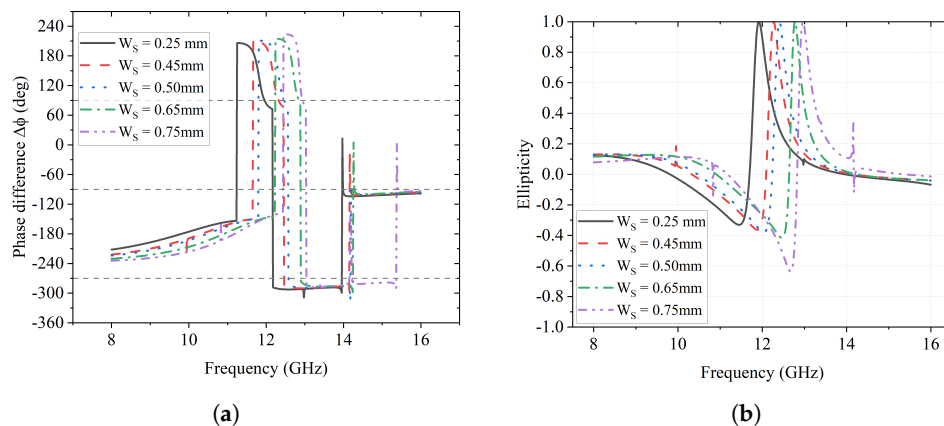 240
180
120
60
0
-60
-120
-180
-240
-300
-360
Phase difference Δϕ (deg)
W_S = 0.25 mm
W_S = 0.45mm
W_S = 0.50mm
W_S = 0.65mm
W_S = 0.75mm
8 10 12 14 16
Frequency (GHz)
(a)
1.0
0.8
0.6
0.4
0.2
0.0
-0.2
-0.4
-0.6
-0.8
-1.0
Ellipticity
W_S = 0.25 mm
W_S = 0.45mm
W_S = 0.50mm
W_S = 0.65mm
W_S = 0.75mm
8 10 12 14 16
Frequency (GHz)
(b)